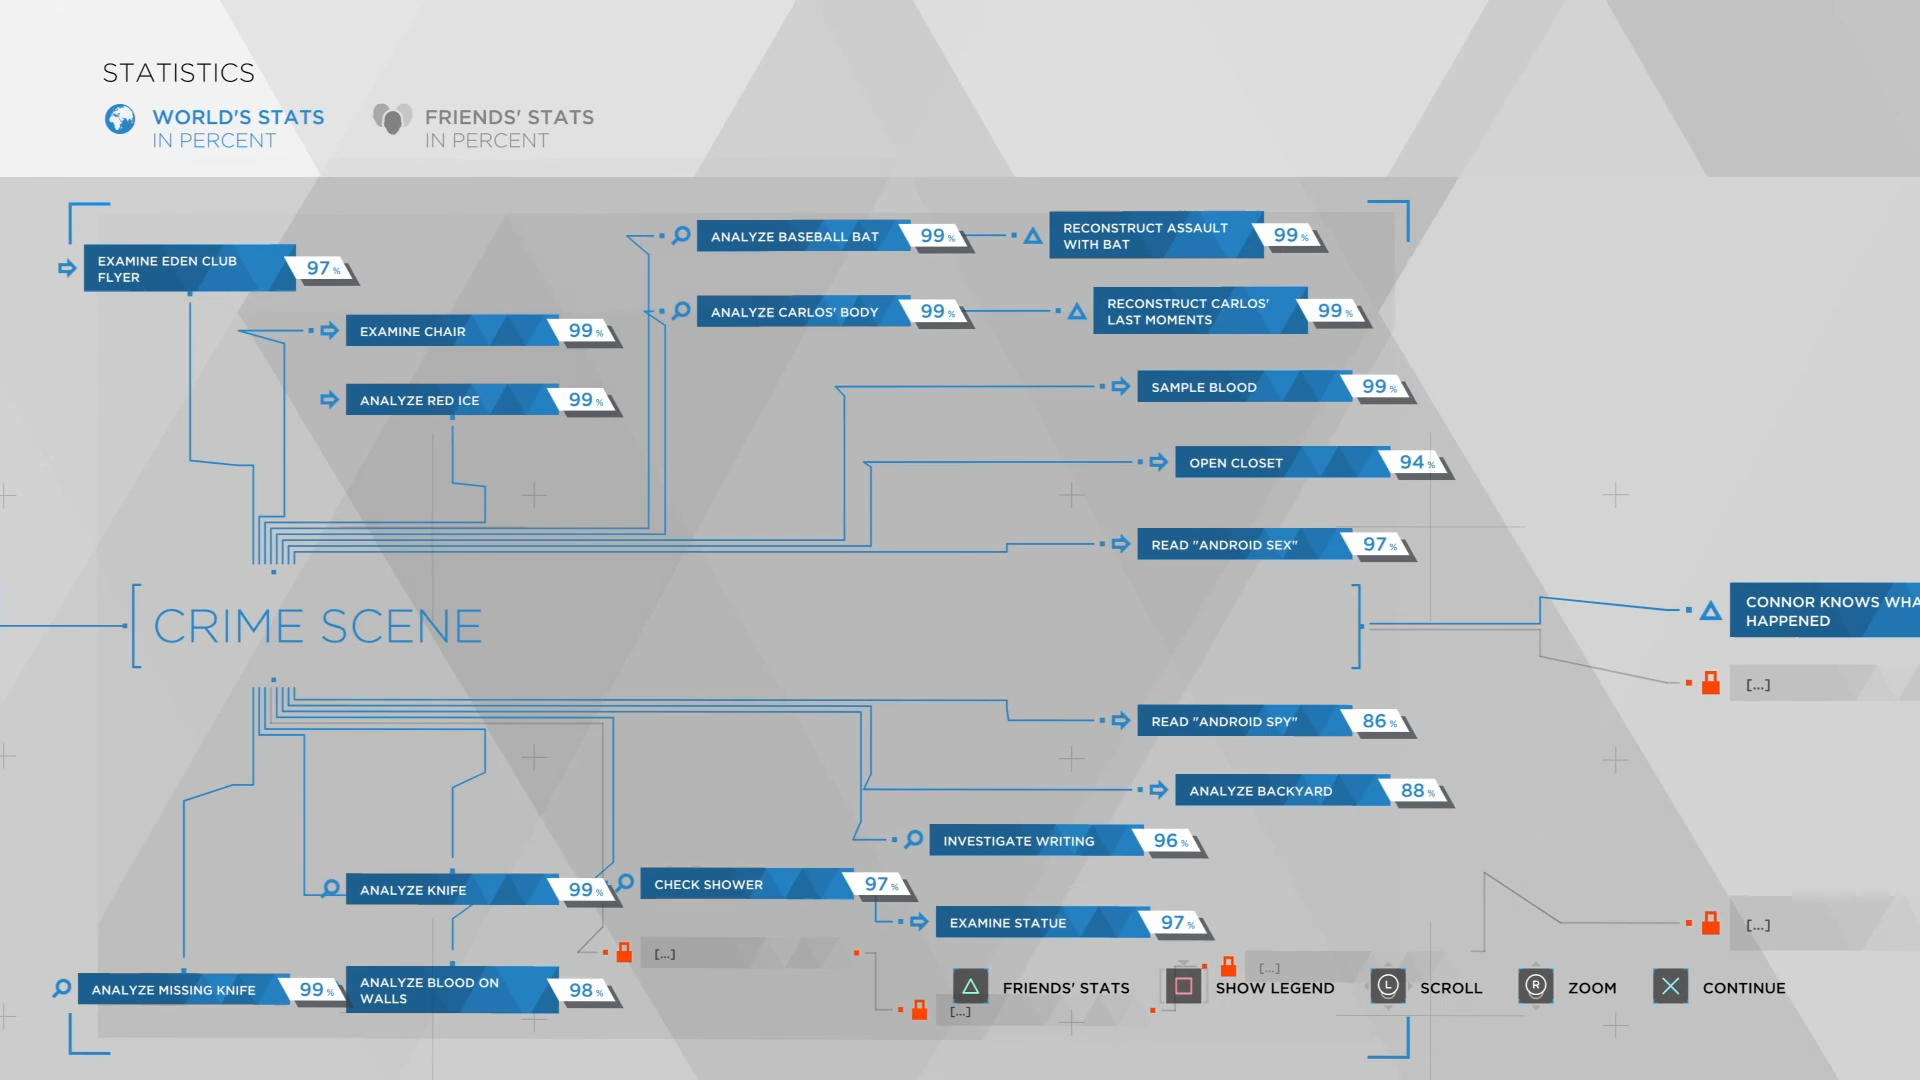 STATISTICS
WORLD'S STATS
IN PERCENT
FRIENDS' STATS
IN PERCENT
EXAMINE EDEN CLUB
FLYER
97%
EXAMINE CHAIR
99%
ANALYZE RED ICE
99%
ANALYZE BASEBALL BAT
99%
RECONSTRUCT ASSAULT
WITH BAT
99%
ANALYZE CARLOS' BODY
99%
RECONSTRUCT CARLOS'
LAST MOMENTS
99%
SAMPLE BLOOD
99%
OPEN CLOSET
94%
READ "ANDROID SEX"
97%
CRIME SCENE
CONNOR KNOWS WHA
HAPPENED
[...]
READ "ANDROID SPY"
86%
ANALYZE BACKYARD
88%
INVESTIGATE WRITING
96%
ANALYZE KNIFE
99%
CHECK SHOWER
97%
EXAMINE STATUE
97%
[...]
[...]
[...]
[...]
ANALYZE MISSING KNIFE
99%
ANALYZE BLOOD ON
WALLS
98%
FRIENDS' STATS
SHOW LEGEND
L
SCROLL
R
ZOOM
CONTINUE